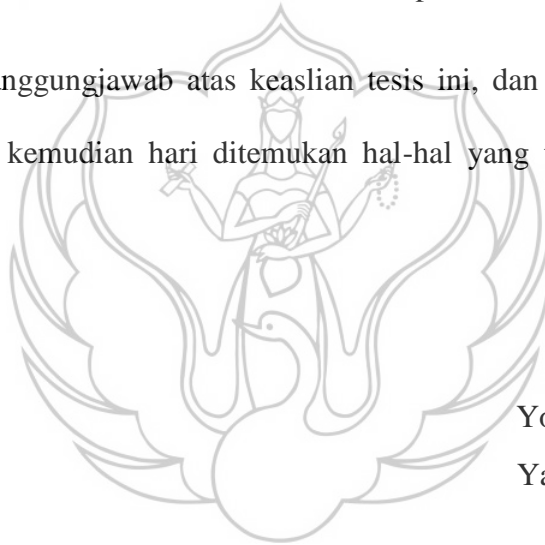 anggungjawab atas keaslian tesis ini, dan
kemudian hari ditemukan hal-hal yang
Yo
Ya